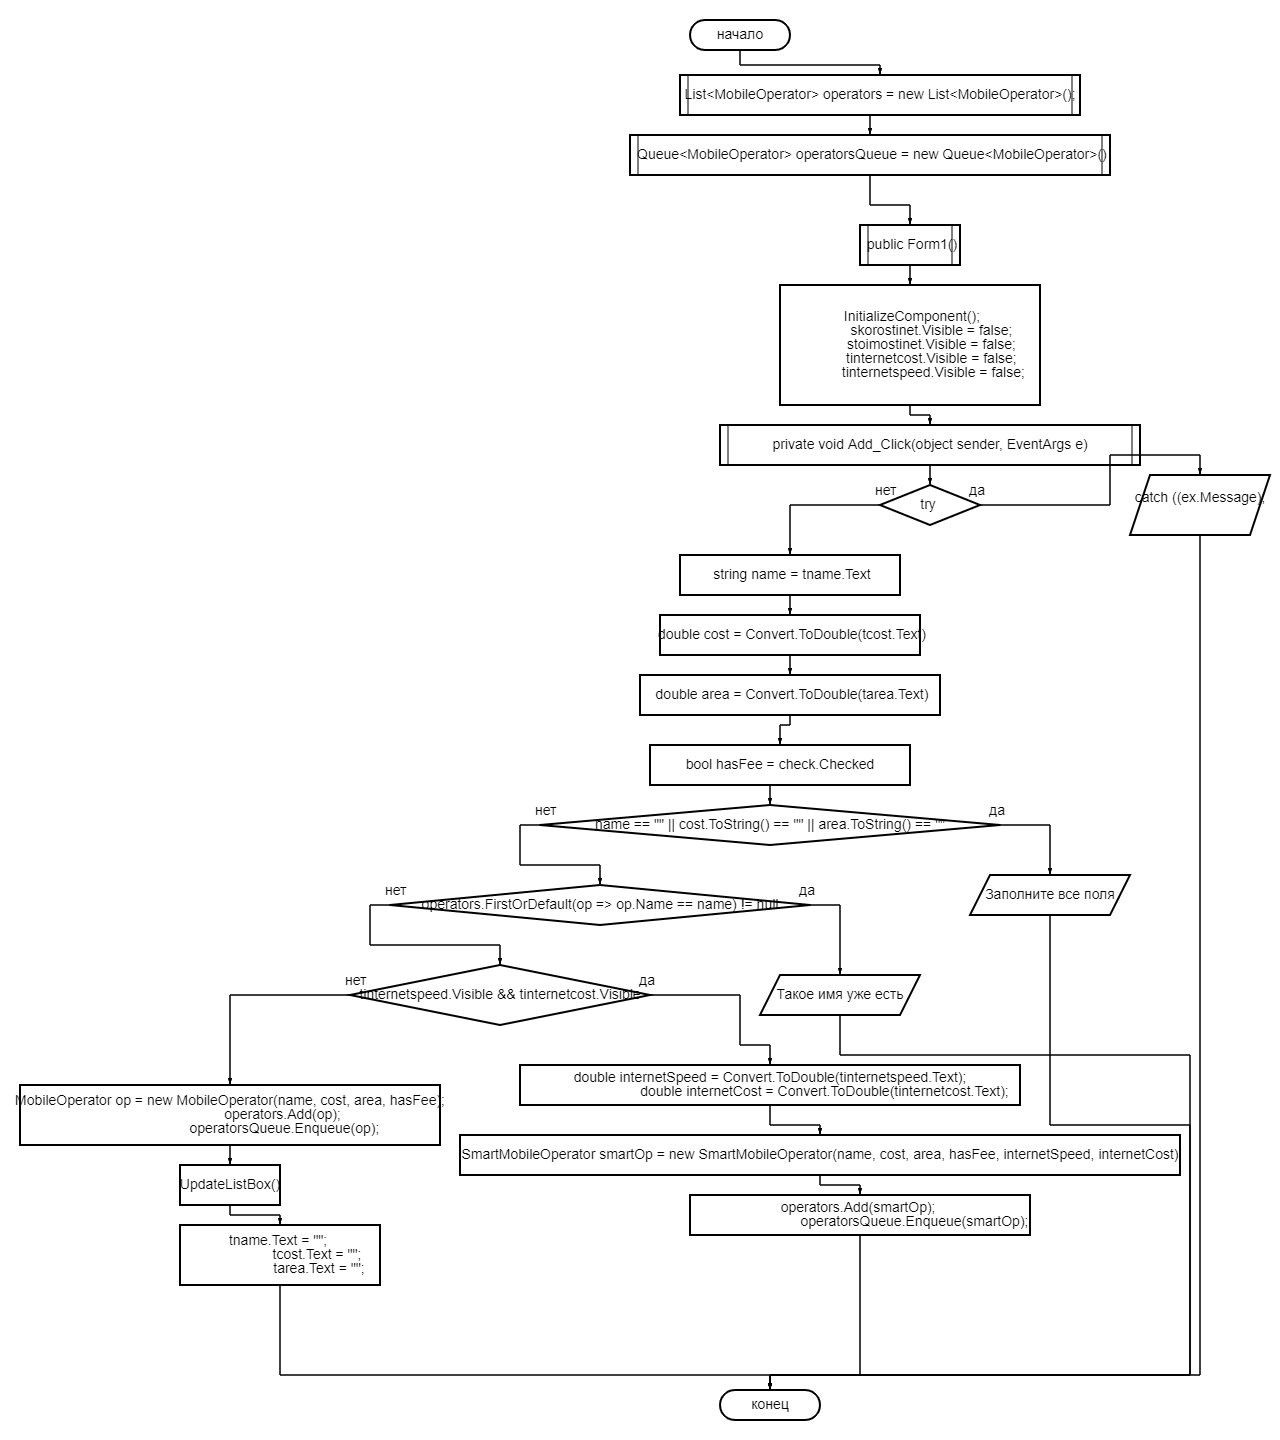 начало
List<MobileOperator> operators = new List<MobileOperator>();
Queue<MobileOperator> operatorsQueue = new Queue<MobileOperator>()
public Form1()
InitializeComponent();
skorostinet.Visible = false;
stoimostinet.Visible = false;
tinternetcost.Visible = false;
tinternetspeed.Visible = false;
private void Add_Click(object sender, EventArgs e)
нет
да
try
catch ((ex.Message);
string name = tname.Text
double cost = Convert.ToDouble(tcost.Text)
double area = Convert.ToDouble(tarea.Text)
bool hasFee = check.Checked
нет
да
name == "" || cost.ToString() == "" || area.ToString() == ""
нет
да
Заполните все поля
operators.FirstOrDefault(op => op.Name == name) != null
нет
да
tinternetspeed.Visible && tinternetcost.Visible
Такое имя уже есть
double internetSpeed = Convert.ToDouble(tinternetspeed.Text);
double internetCost = Convert.ToDouble(tinternetcost.Text);
MobileOperator op = new MobileOperator(name, cost, area, hasFee);
operators.Add(op);
operatorsQueue.Enqueue(op);
SmartMobileOperator smartOp = new SmartMobileOperator(name, cost, area, hasFee, internetSpeed, internetCost)
UpdateListBox()
operators.Add(smartOp);
operatorsQueue.Enqueue(smartOp);
tname.Text = "";
tcost.Text = "";
tarea.Text = "";
конец